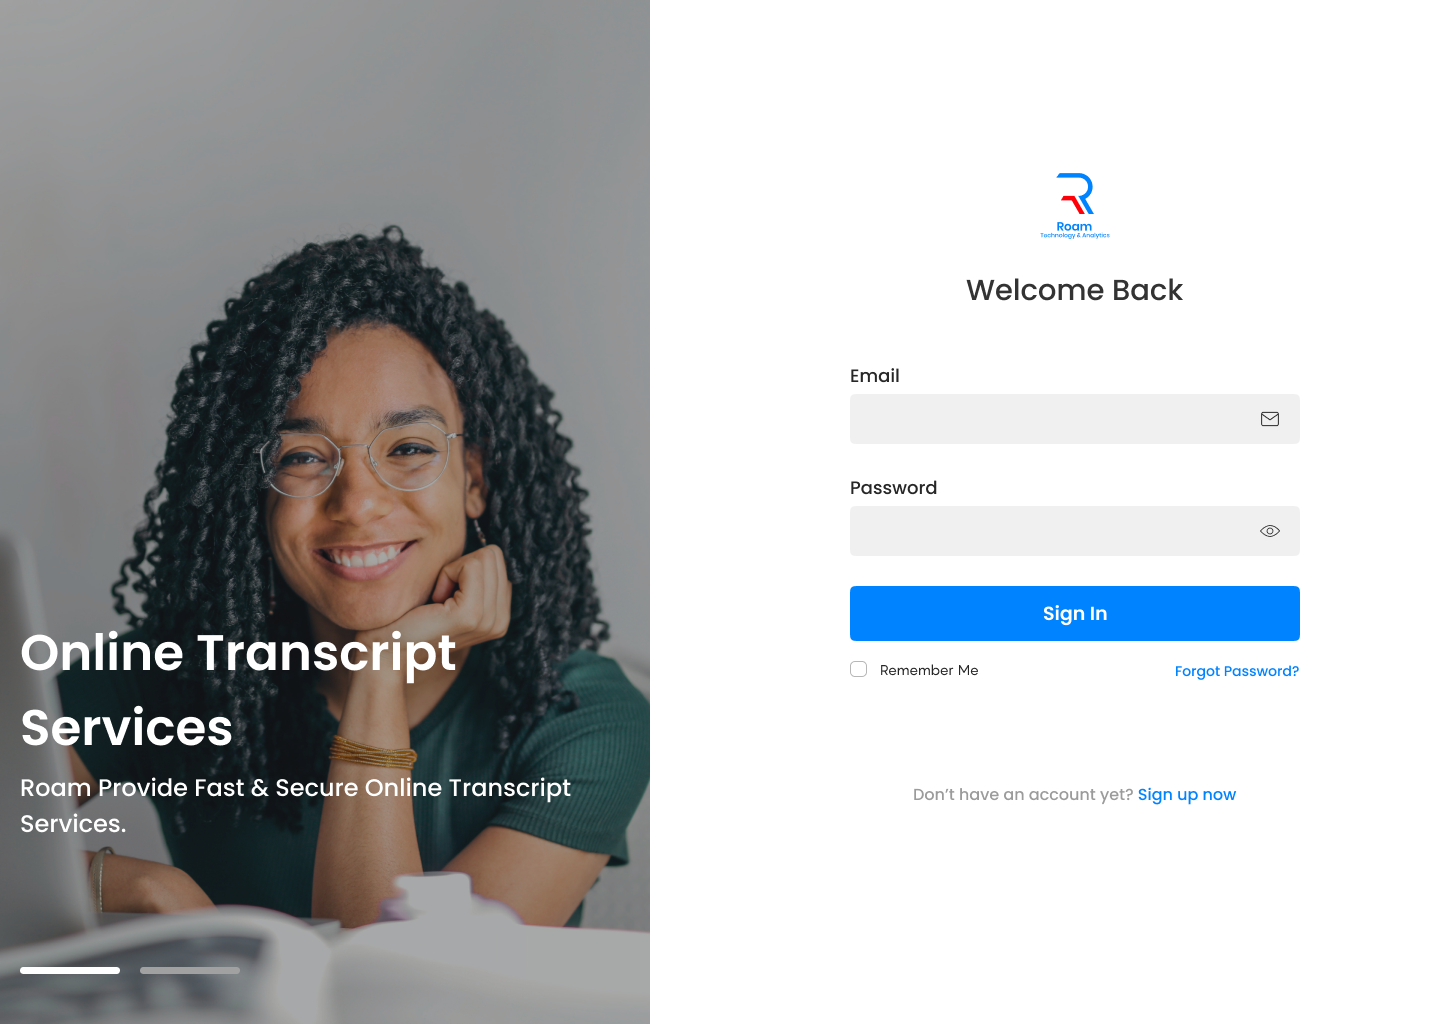 Online Transcript
Services
Roam Provide Fast & Secure Online Transcript
Services.
Roam
Technology & Analytics
Welcome Back
Email
Password
Sign In
Remember Me
Forgot Password?
Don’t have an account yet? Sign up now